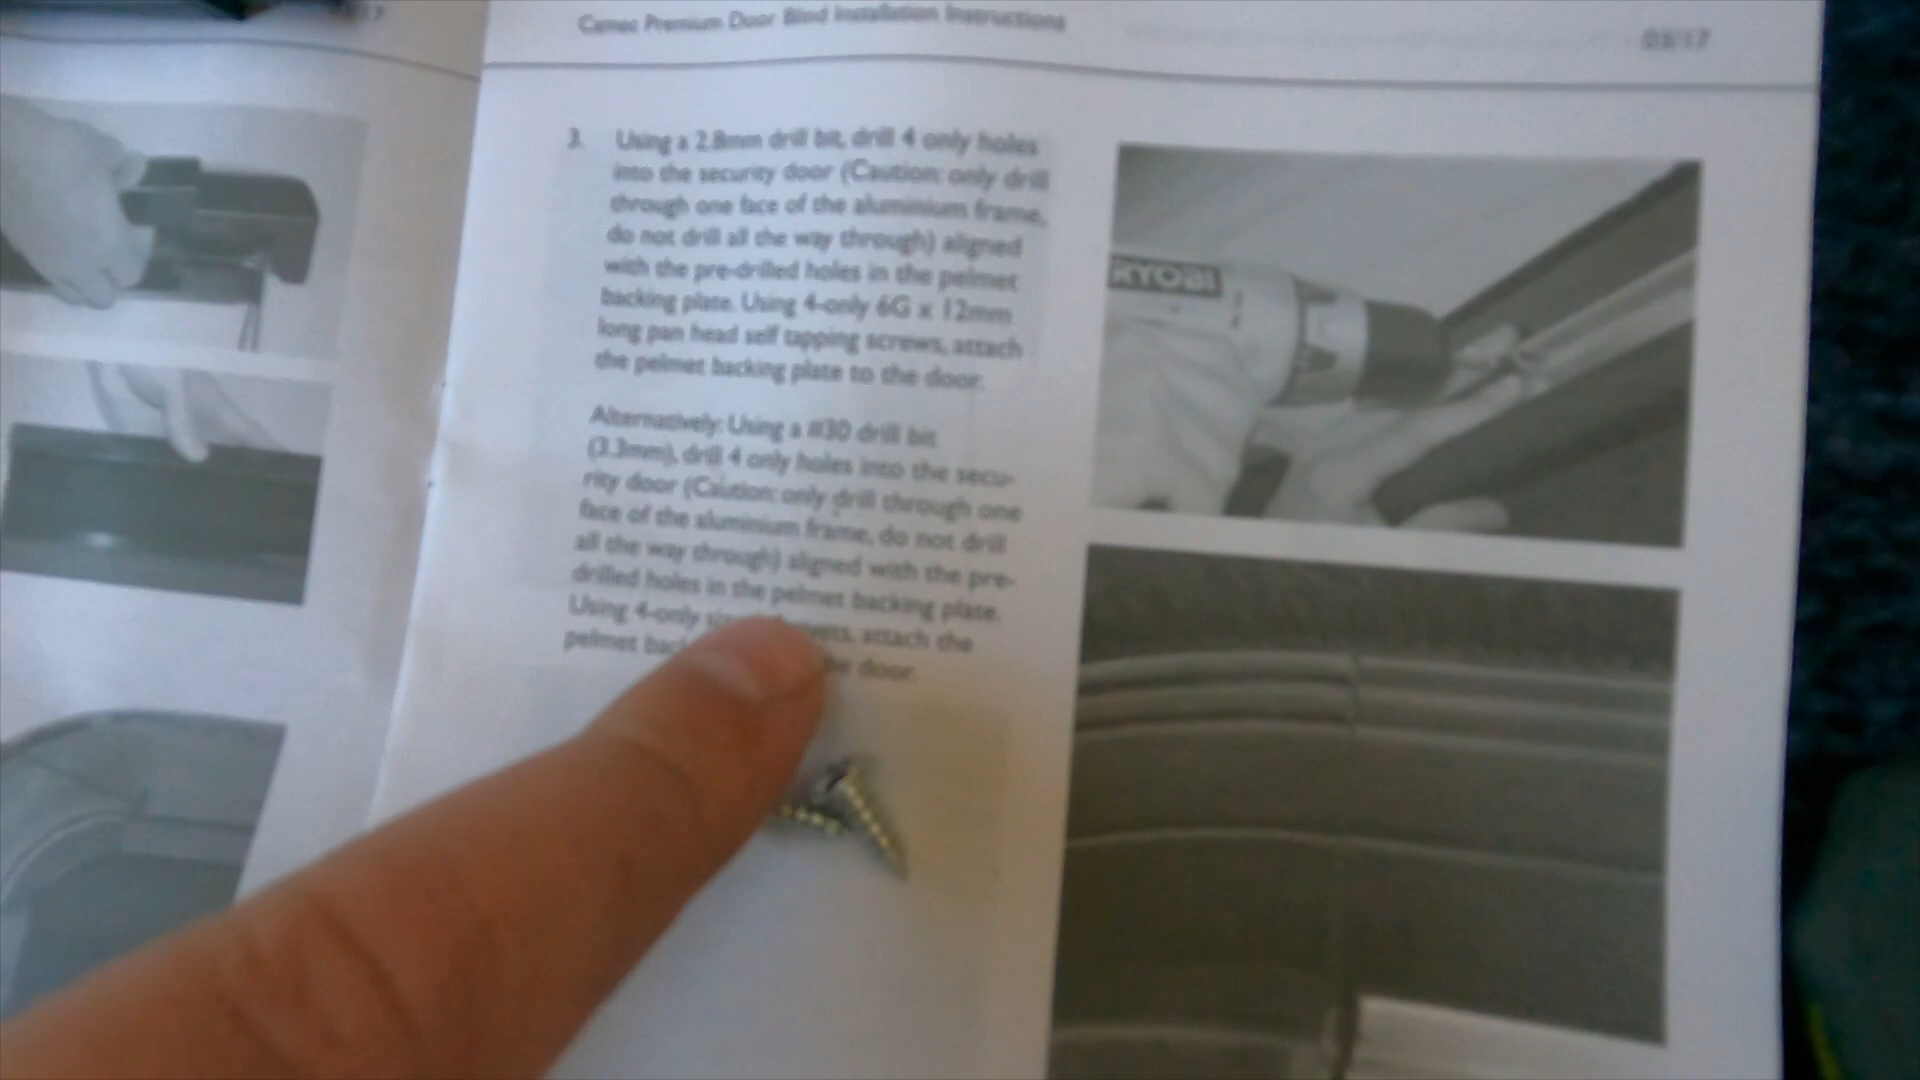 17
Camec Premium Door Blind Installation Instructions
03/17
3. Using a 2.8mm drill bit, drill 4 only holes
into the security door (Caution: only drill
through one face of the aluminium frame,
do not drill all the way through) aligned
with the pre-drilled holes in the pelmet
backing plate. Using 4-only 6G x 12mm
long pan head self tapping screws, attach
the pelmet backing plate to the door.
Alternatively: Using a #30 drill bit
(3.3mm), drill 4 only holes into the secu-
rity door (Caution: only drill through one
face of the aluminium frame, do not drill
all the way through) aligned with the pre-
drilled holes in the pelmet backing plate.
Using 4-only attach the
pelmet door.
RYOBI